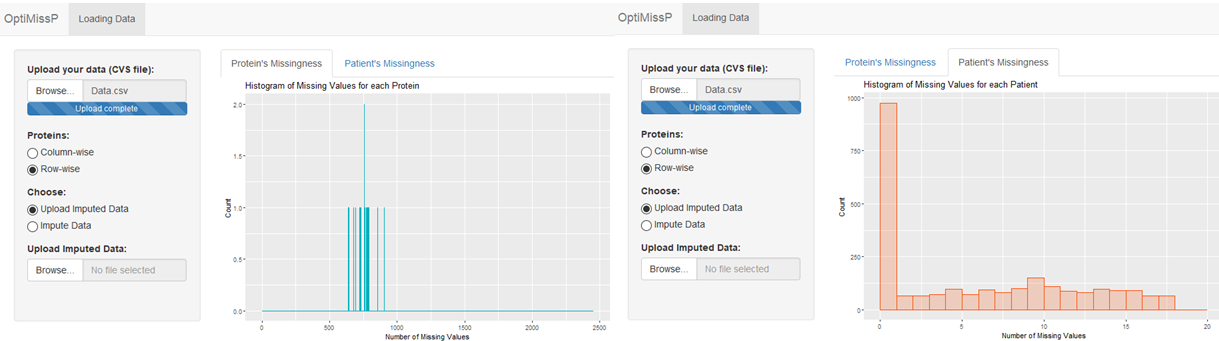 OptiMissP Loading Data
Upload your data (CVS file):
Browse... Data.csv
Upload complete
Proteins:
Column-wise
Row-wise
Choose:
Upload Imputed Data
Impute Data
Upload Imputed Data:
Browse... No file selected
Protein's Missingness Patient's Missingness
Histogram of Missing Values for each Protein
Count
2.0
1.5
1.0
0.5
0.0
0 500 1000 1500 2000 2500
Number of Missing Values
OptiMissP Loading Data
Upload your data (CVS file):
Browse... Data.csv
Upload complete
Proteins:
Column-wise
Row-wise
Choose:
Upload Imputed Data
Impute Data
Upload Imputed Data:
Browse... No file selected
Protein's Missingness Patient's Missingness
Histogram of Missing Values for each Patient
Count
1000
750
500
250
0
0 5 10 15 20
Number of Missing Values